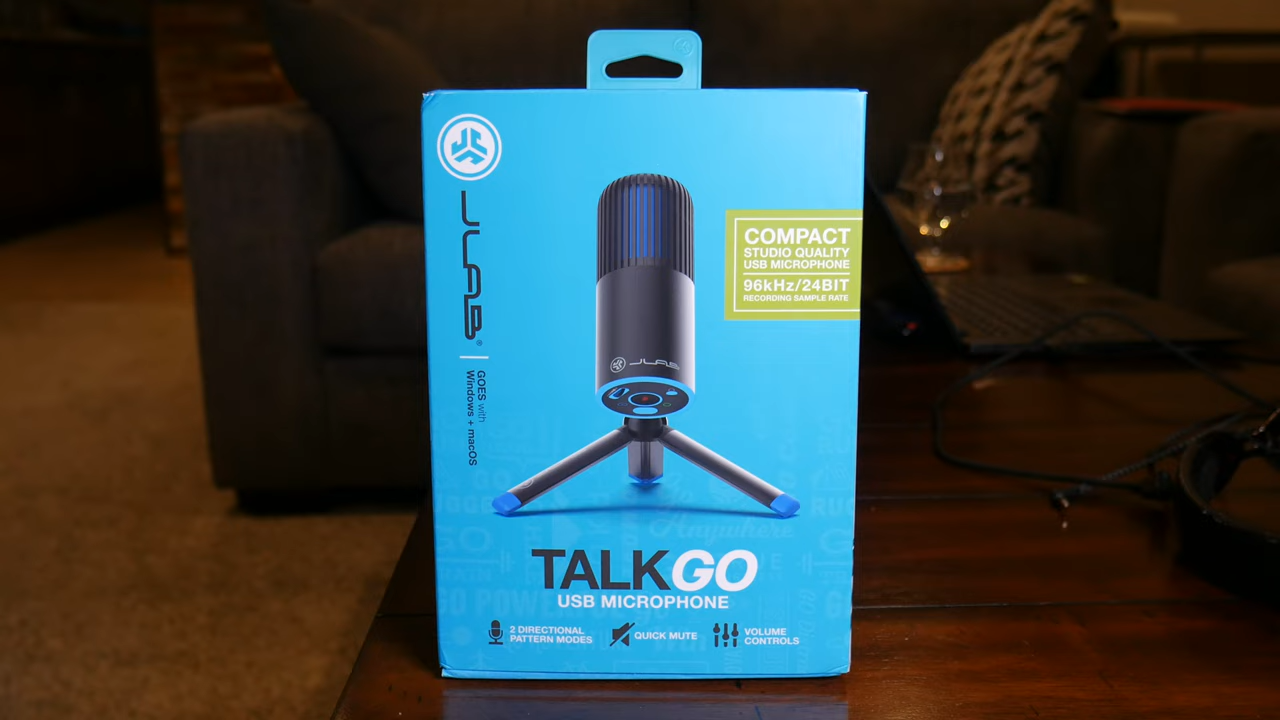 JLAB®
GOES with
Windows + macOS
COMPACT
STUDIO QUALITY
USB MICROPHONE
96kHz/24BIT
RECORDING SAMPLE RATE
JLAB
TALKGO
USB MICROPHONE
2 DIRECTIONAL
PATTERN MODES
QUICK MUTE
VOLUME
CONTROLS
Anywhere